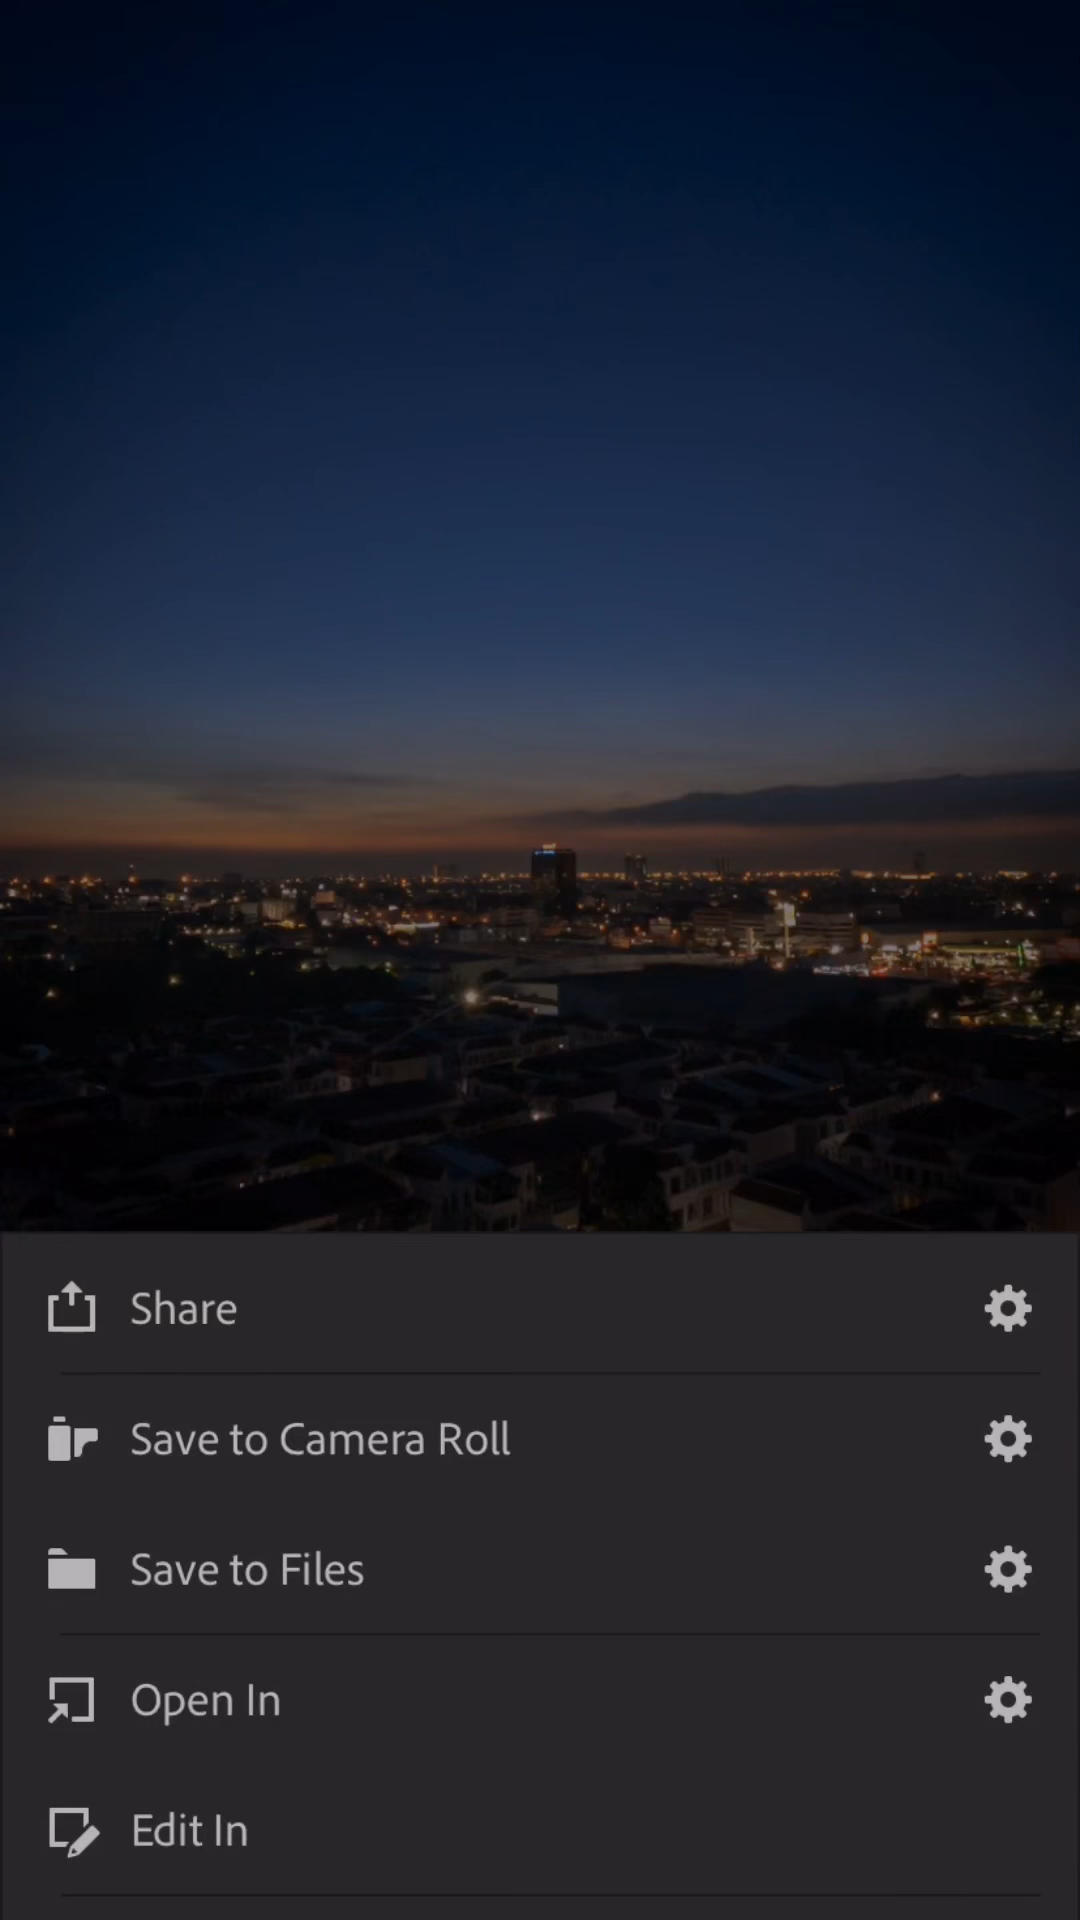 Share
Save to Camera Roll
Save to Files
Open In
Edit In